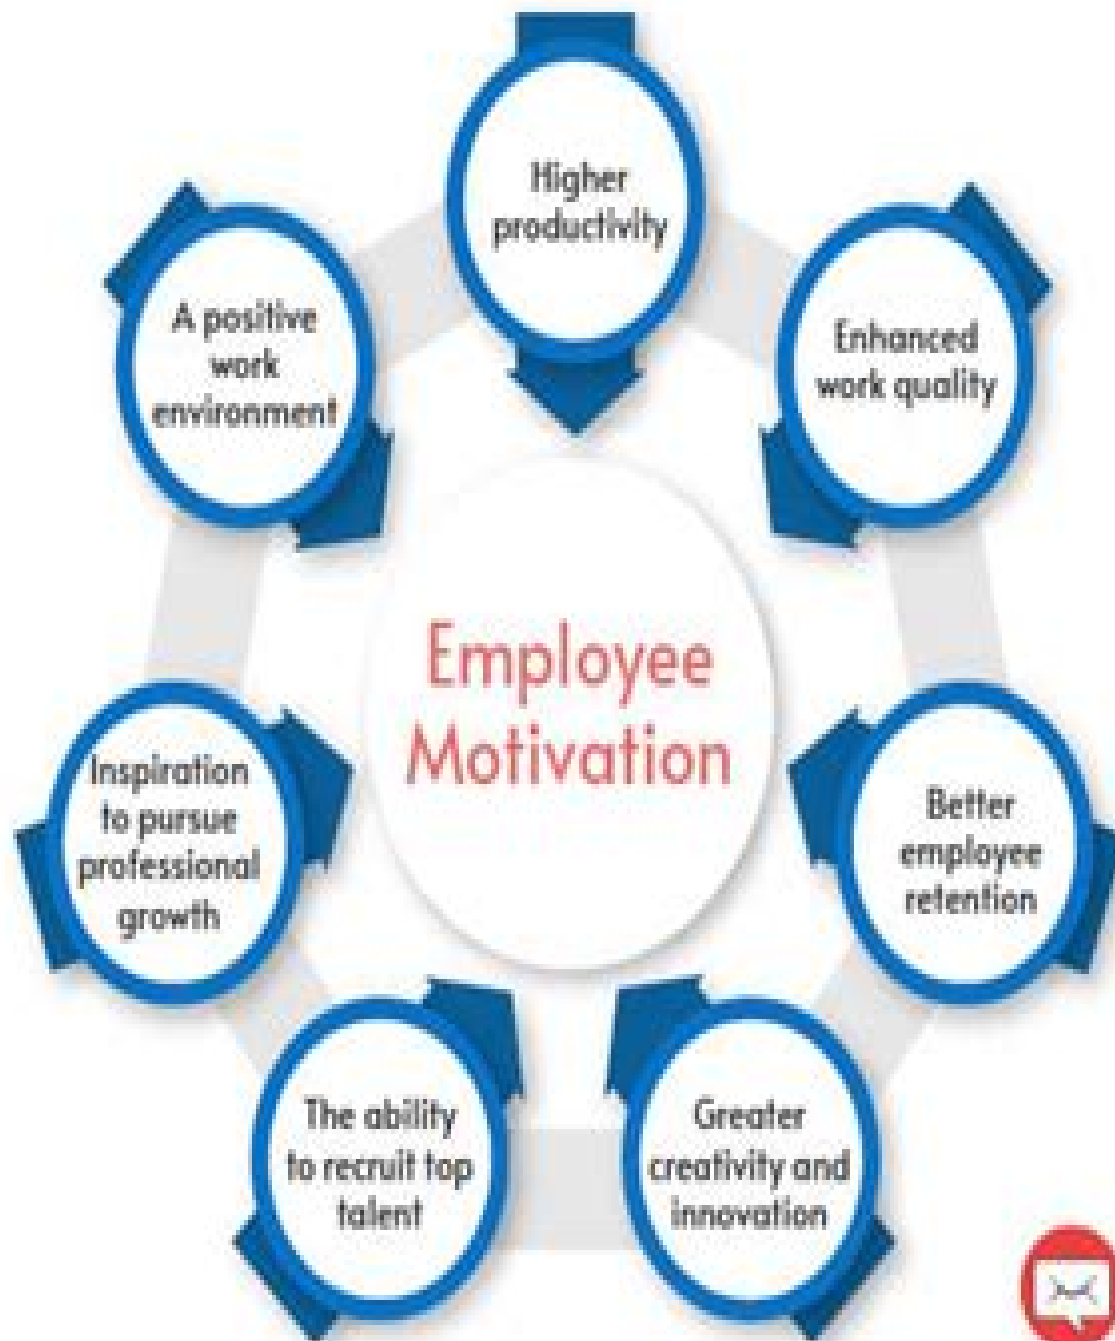 Higher
productivity
Enhanced
work quality
Better
employee
retention
Greater
creativity and
innovation
The ability
to recruit top
talent
Inspiration
to pursue
professional
growth
A positive
work
environment
Employee
Motivation